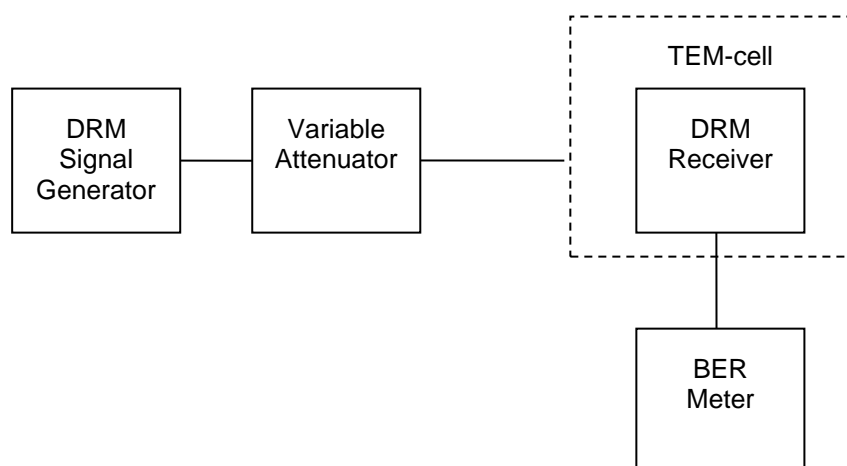 TEM-cell
DRM
Signal
Generator
Variable
Attenuator
DRM
Receiver
BER
Meter